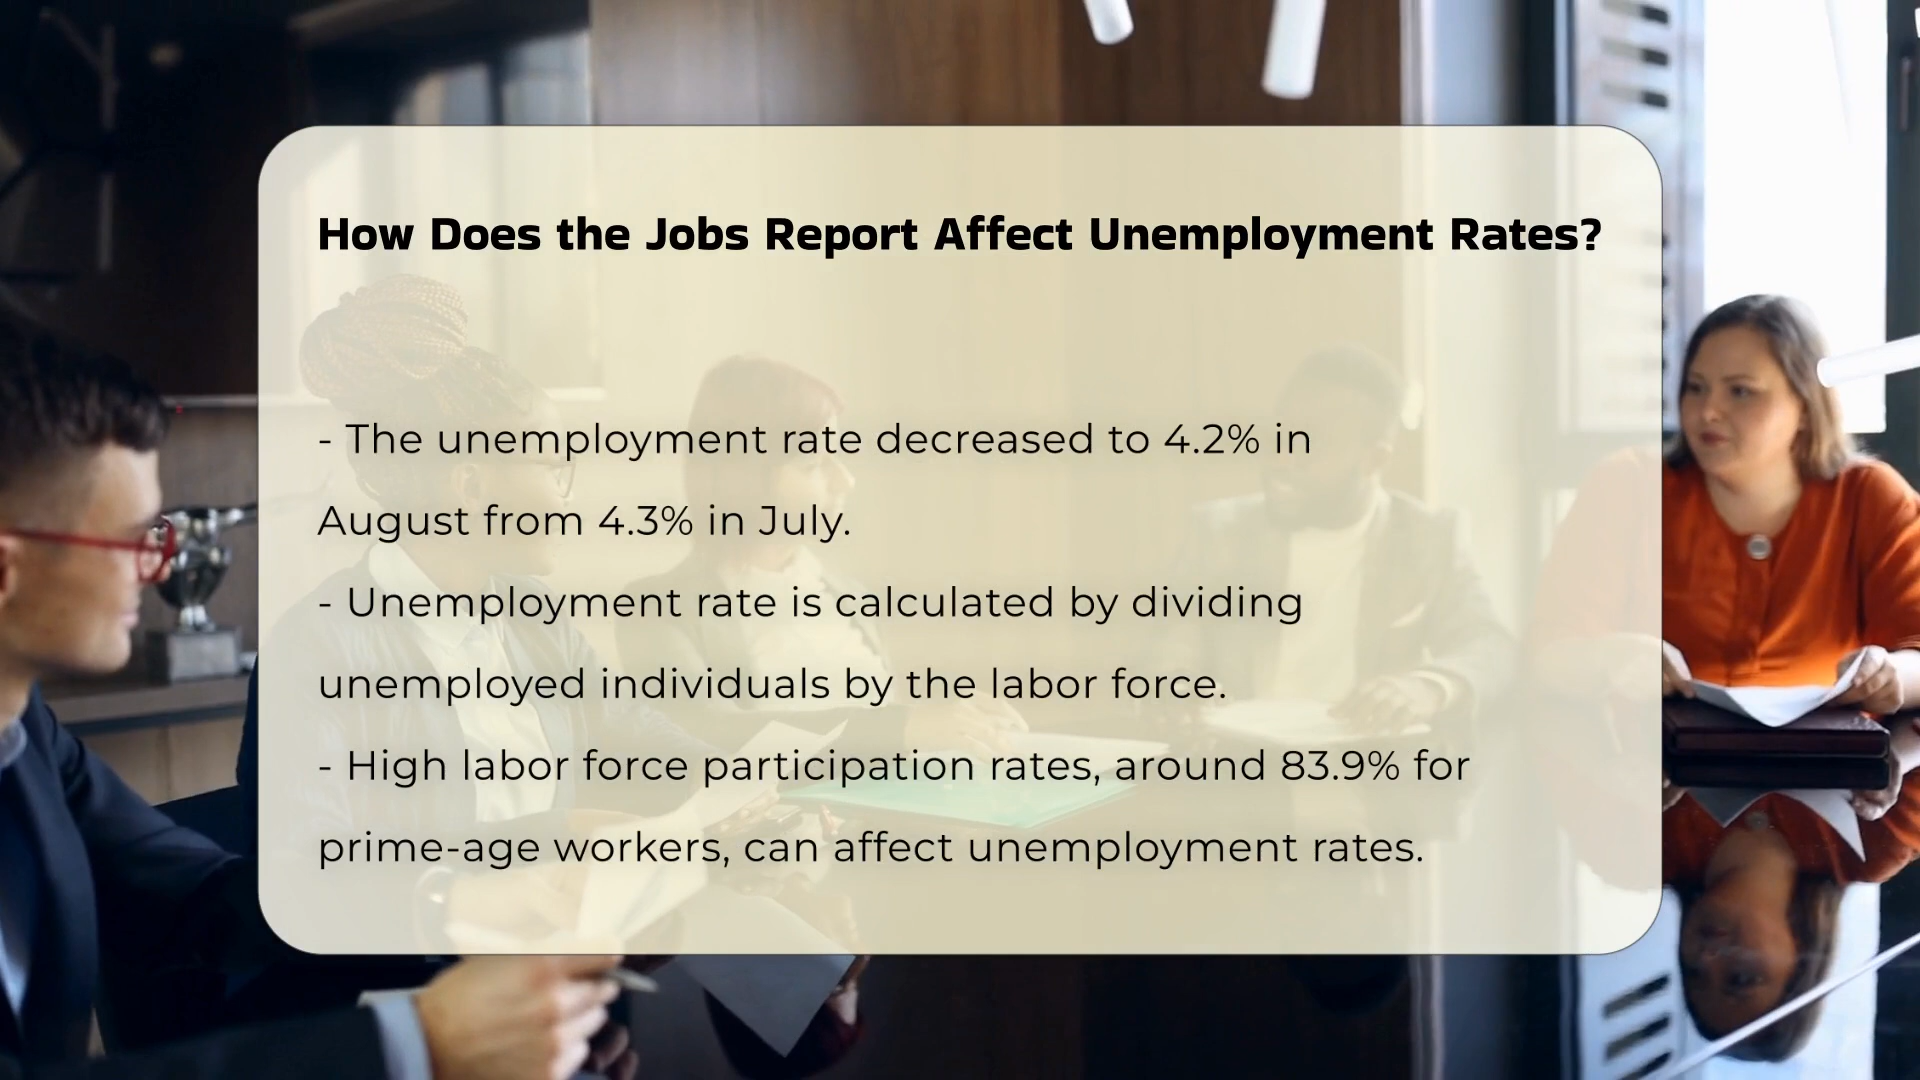 How Does the Jobs Report Affect Unemployment Rates?
- The unemployment rate decreased to 4.2% in
August from 4.3% in July.
- Unemployment rate is calculated by dividing
unemployed individuals by the labor force.
- High labor force participation rates, around 83.9% for
prime-age workers, can affect unemployment rates.